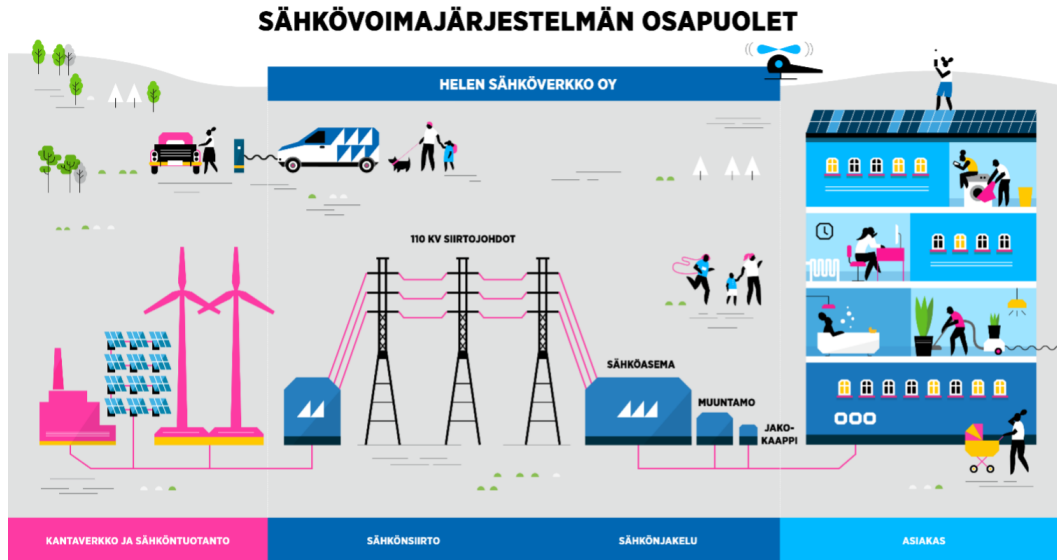 SÄHKÖVOIMAJÄRJESTELMÄN OSAPUOLET
HELEN SÄHKÖVERKKO OY
110 KV SIIRTOJOHDOT
SÄHKÖASEMA
MUUNTAMO
JAKO-
KAAPPI
KANTAVERKKO JA SÄHKÖNTUOTANTO
SÄHKÖNSIIRTO
SÄHKÖNJAKELU
ASIAKAS